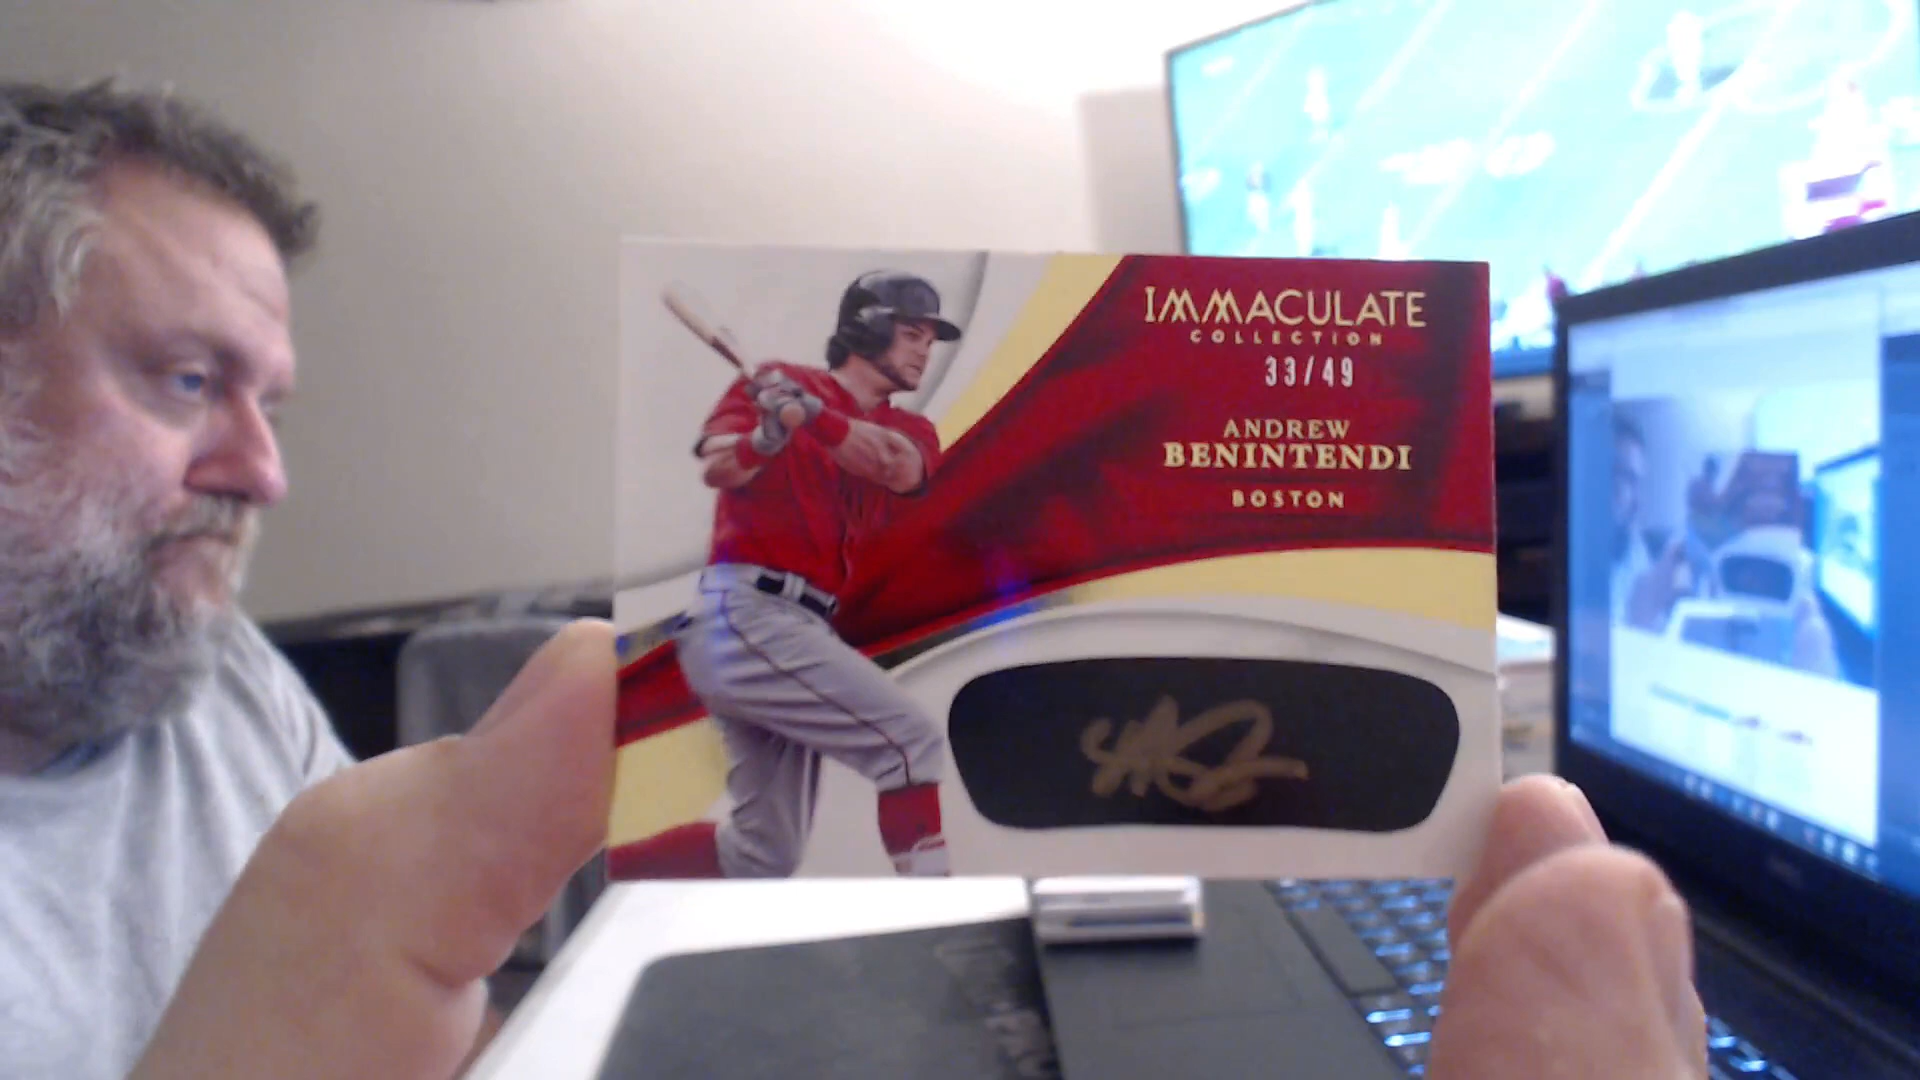 IMMACULATE
COLLECTION
33/49
ANDREW
BENINTENDI
BOSTON